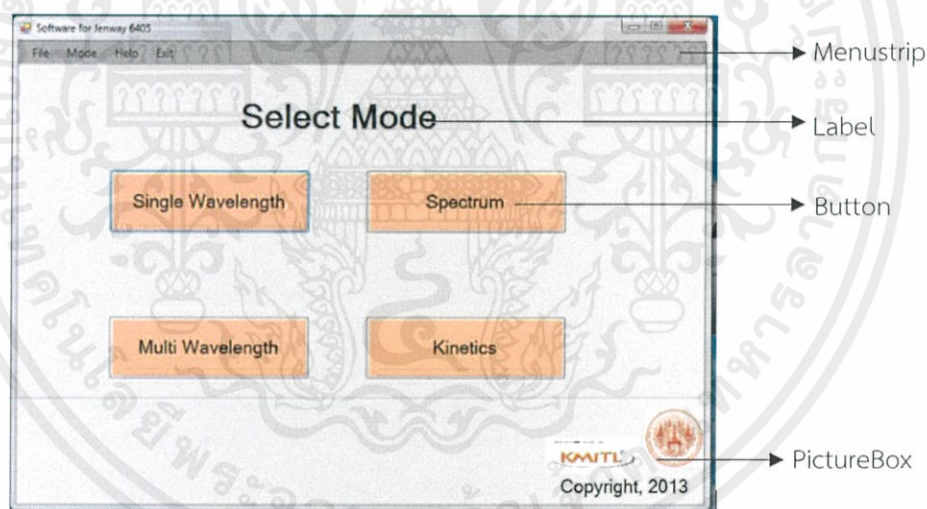 Software for Jenway 6405
File Mode Help Exit
Menustrip
Select Mode
Label
Single Wavelength
Spectrum
Button
Multi Wavelength
Kinetics
KMITL
PictureBox
Copyright, 2013